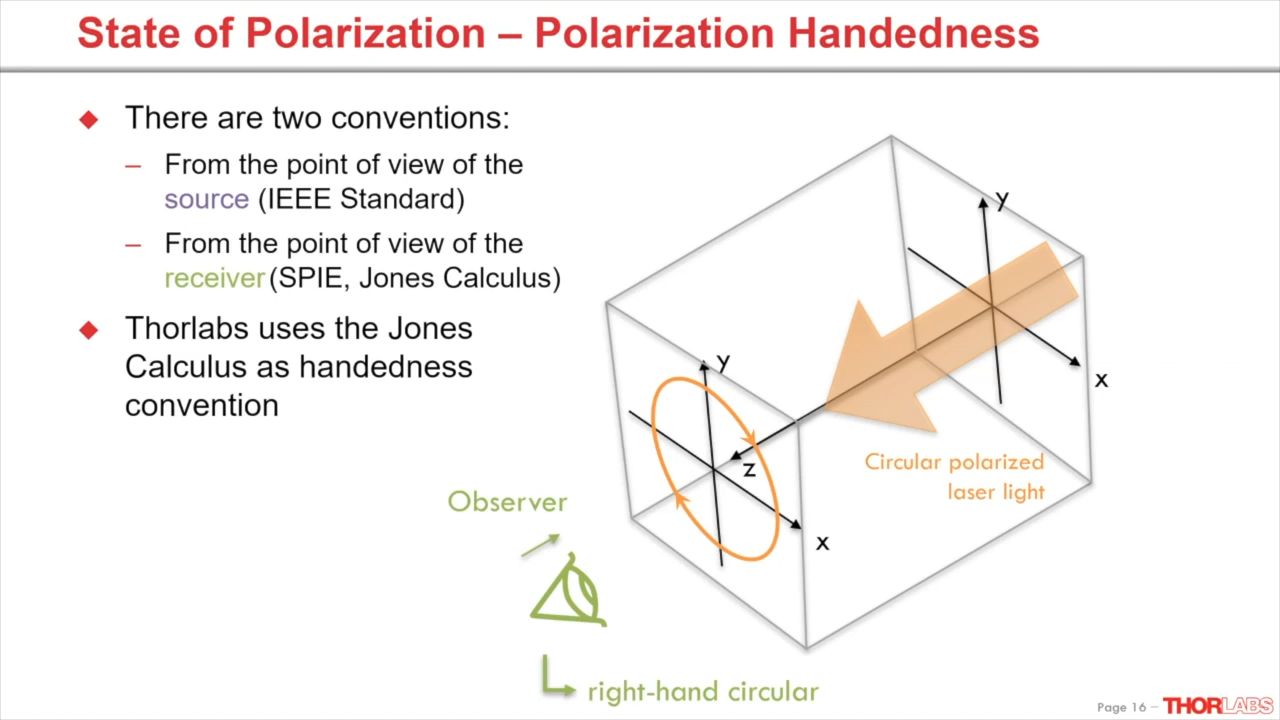 State of Polarization – Polarization Handedness
There are two conventions:
– From the point of view of the
source (IEEE Standard)
– From the point of view of the
receiver (SPIE, Jones Calculus)
Thorlabs uses the Jones
Calculus as handedness
convention
y
x
y
z
x
Circular polarized
laser light
Observer
right-hand circular
Page 16 – THORLABS